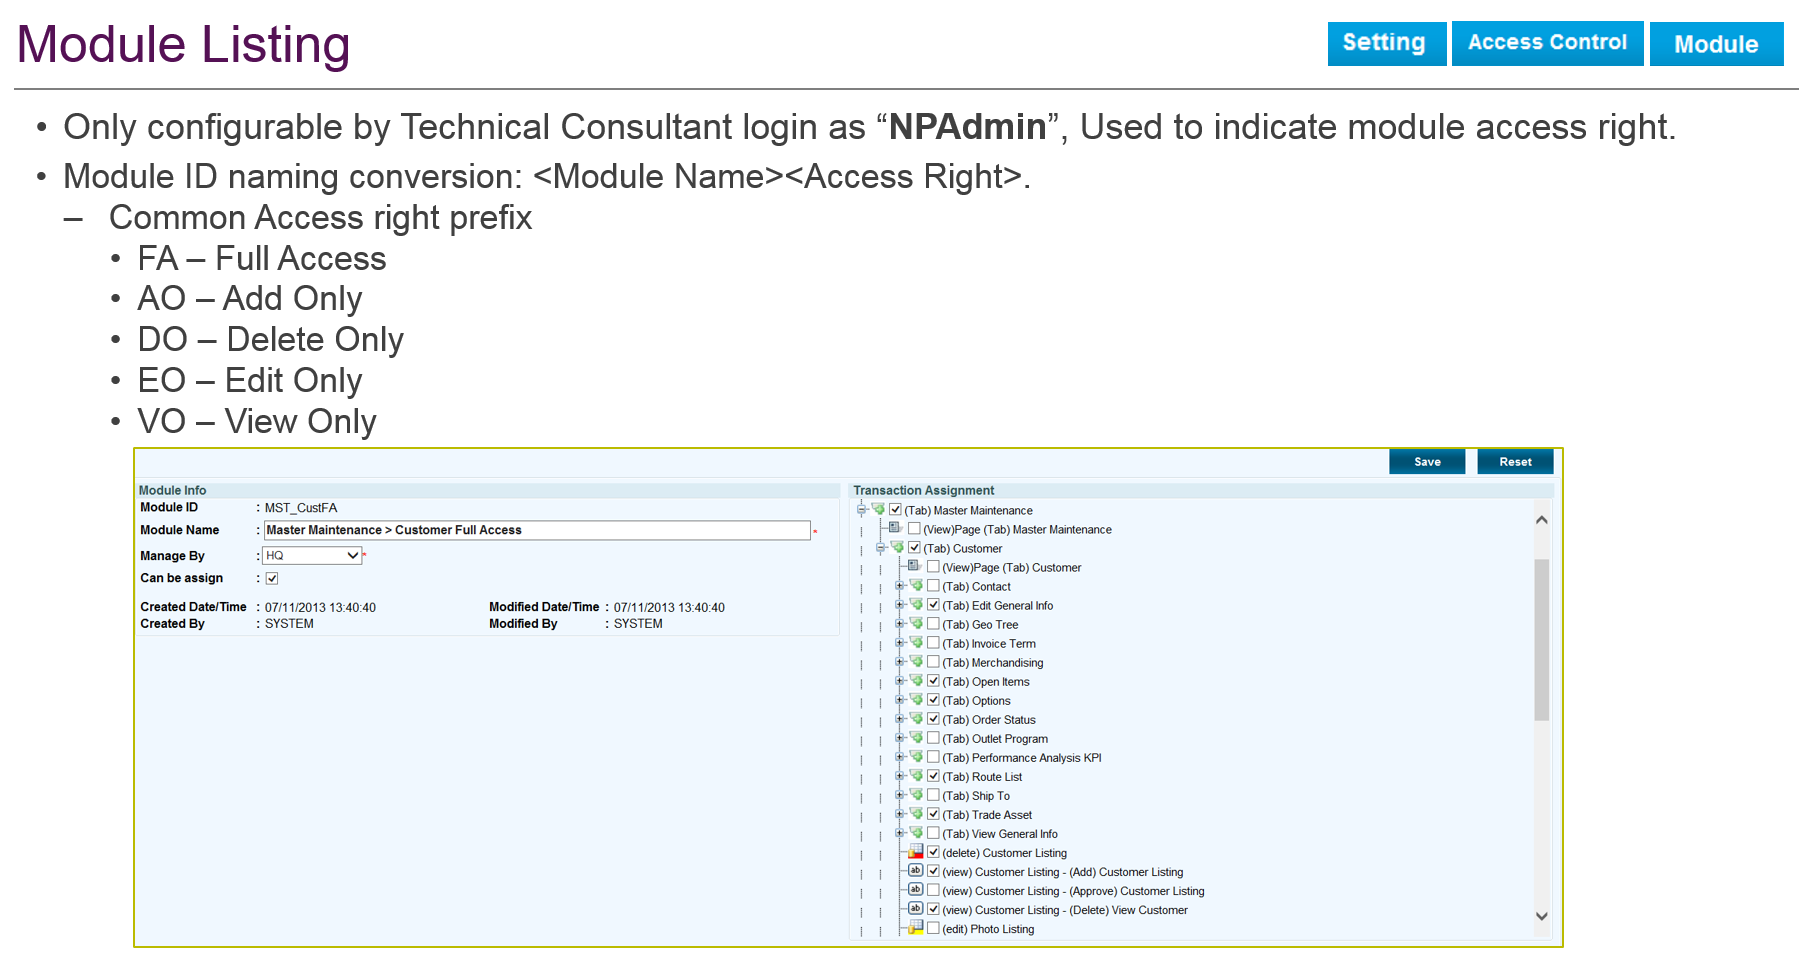 Module Listing
Setting
Access Control
Module
• Only configurable by Technical Consultant login as “NPAdmin”, Used to indicate module access right.
• Module ID naming conversion: <Module Name><Access Right>.
– Common Access right prefix
• FA – Full Access
• AO – Add Only
• DO – Delete Only
• EO – Edit Only
• VO – View Only
Save
Reset
Module Info
Module ID : MST_CustFA
Module Name : Master Maintenance > Customer Full Access *
Manage By : HQ *
Can be assign :
Created Date/Time : 07/11/2013 13:40:40 Modified Date/Time : 07/11/2013 13:40:40
Created By : SYSTEM Modified By : SYSTEM
Transaction Assignment
(Tab) Master Maintenance
(View)Page (Tab) Master Maintenance
(Tab) Customer
(View)Page (Tab) Customer
(Tab) Contact
(Tab) Edit General Info
(Tab) Geo Tree
(Tab) Invoice Term
(Tab) Merchandising
(Tab) Open Items
(Tab) Options
(Tab) Order Status
(Tab) Outlet Program
(Tab) Performance Analysis KPI
(Tab) Route List
(Tab) Ship To
(Tab) Trade Asset
(Tab) View General Info
(delete) Customer Listing
ab (view) Customer Listing - (Add) Customer Listing
ab (view) Customer Listing - (Approve) Customer Listing
ab (view) Customer Listing - (Delete) View Customer
(edit) Photo Listing